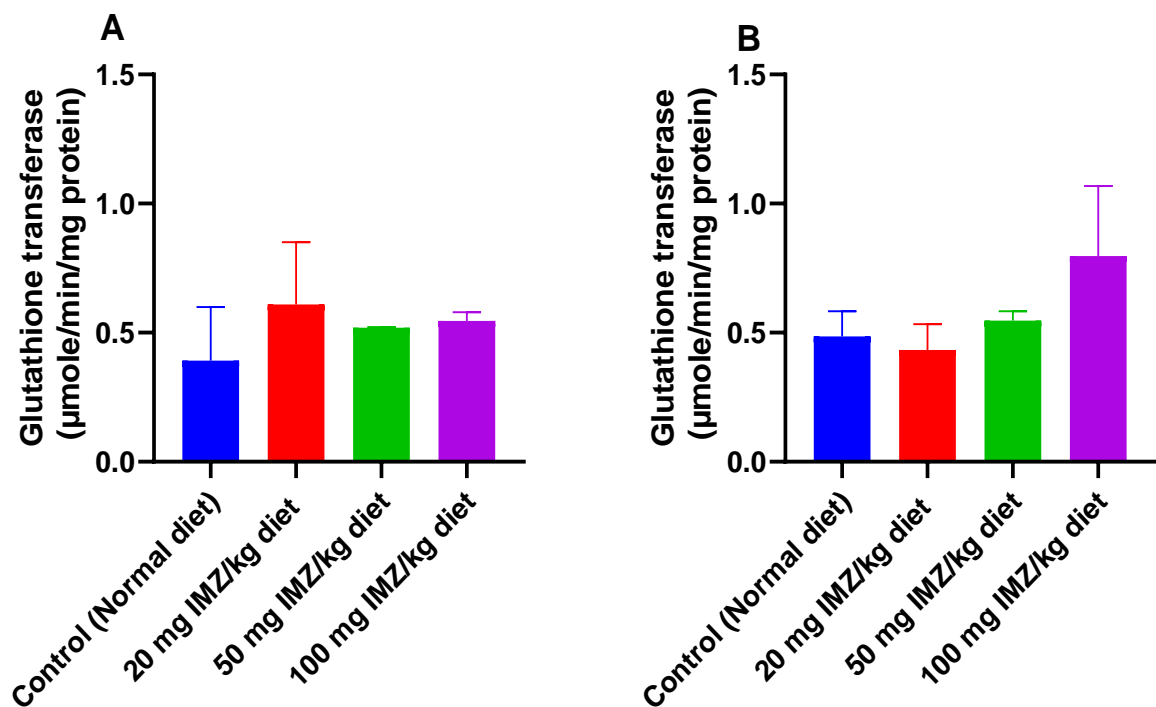 A
Glutathione transferase
(µmole/min/mg protein)
1.5
1.0
0.5
0.0
Control (Normal diet)
20 mg IMZ/kg diet
50 mg IMZ/kg diet
100 mg IMZ/kg diet
B
Glutathione transferase
(µmole/min/mg protein)
1.5
1.0
0.5
0.0
Control (Normal diet)
20 mg IMZ/kg diet
50 mg IMZ/kg diet
100 mg IMZ/kg diet